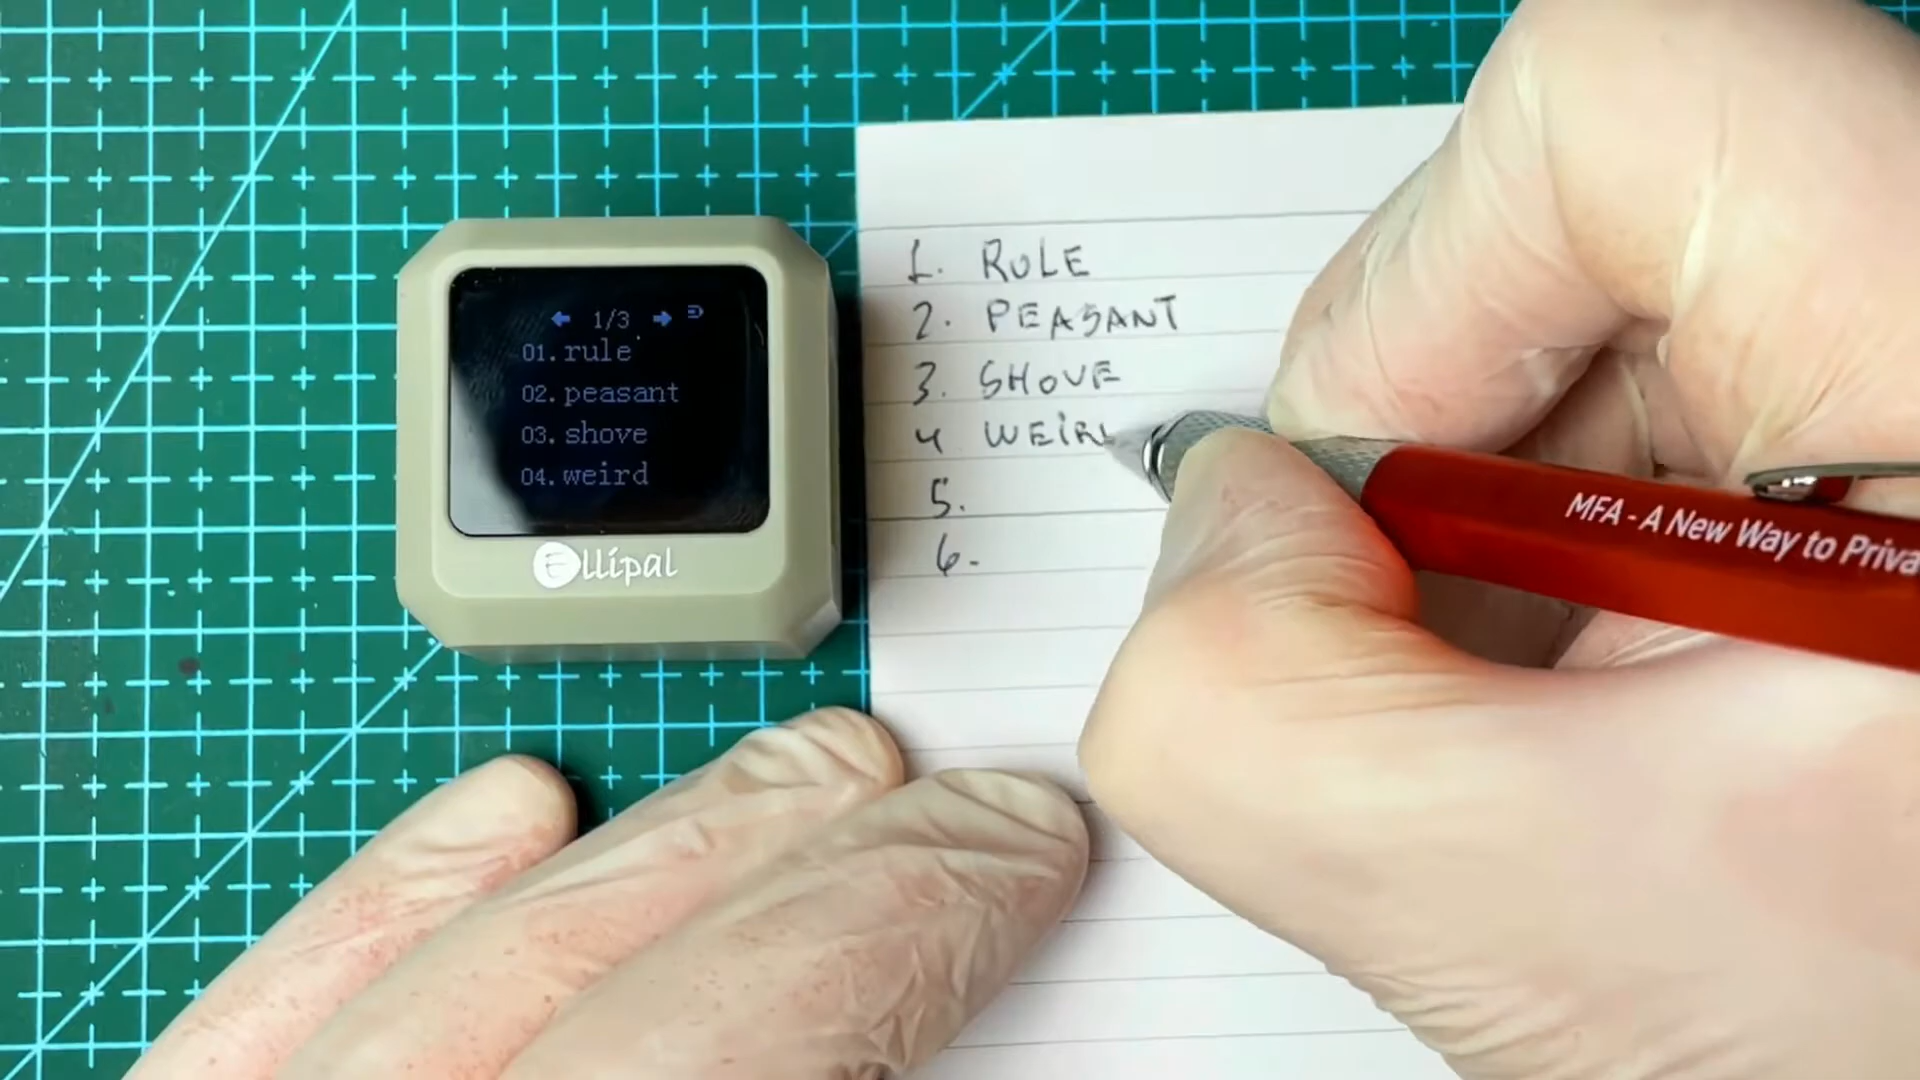 1/3
01. rule
02. peasant
03. shove
04. weird
Ellipal
1. RULE
2. PEASANT
3. SHOVE
4 WEIR
5.
6.
MFA - A New Way to Priva